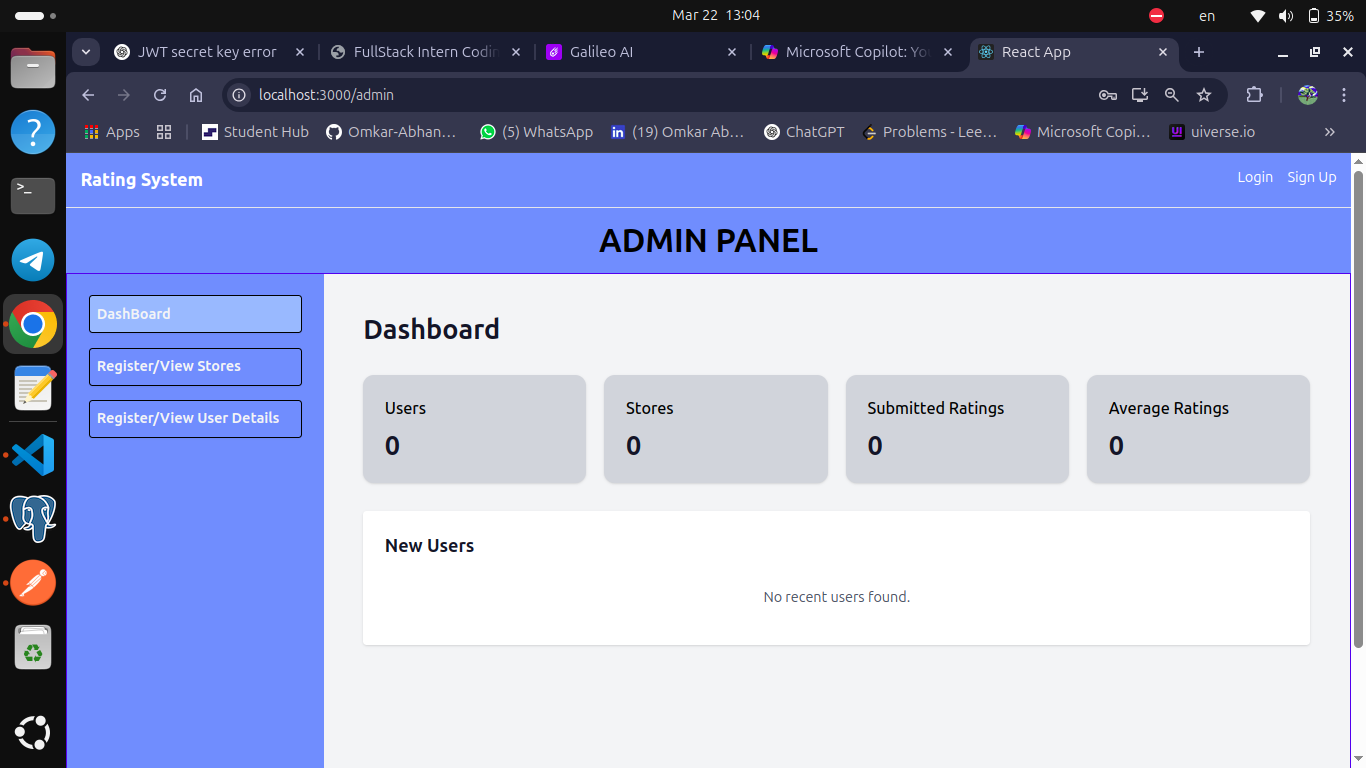 Mar 22 13:04
en
35%
JWT secret key error
FullStack Intern Codin
Galileo AI
Microsoft Copilot: Yo
React App
localhost:3000/admin
Apps
Student Hub
Omkar-Abhan...
(5) WhatsApp
(19) Omkar Ab...
ChatGPT
Problems - Lee...
Microsoft Copi...
uiverse.io
Rating System
Login
Sign Up
ADMIN PANEL
DashBoard
Register/View Stores
Register/View User Details
Dashboard
Users
0
Stores
0
Submitted Ratings
0
Average Ratings
0
New Users
No recent users found.